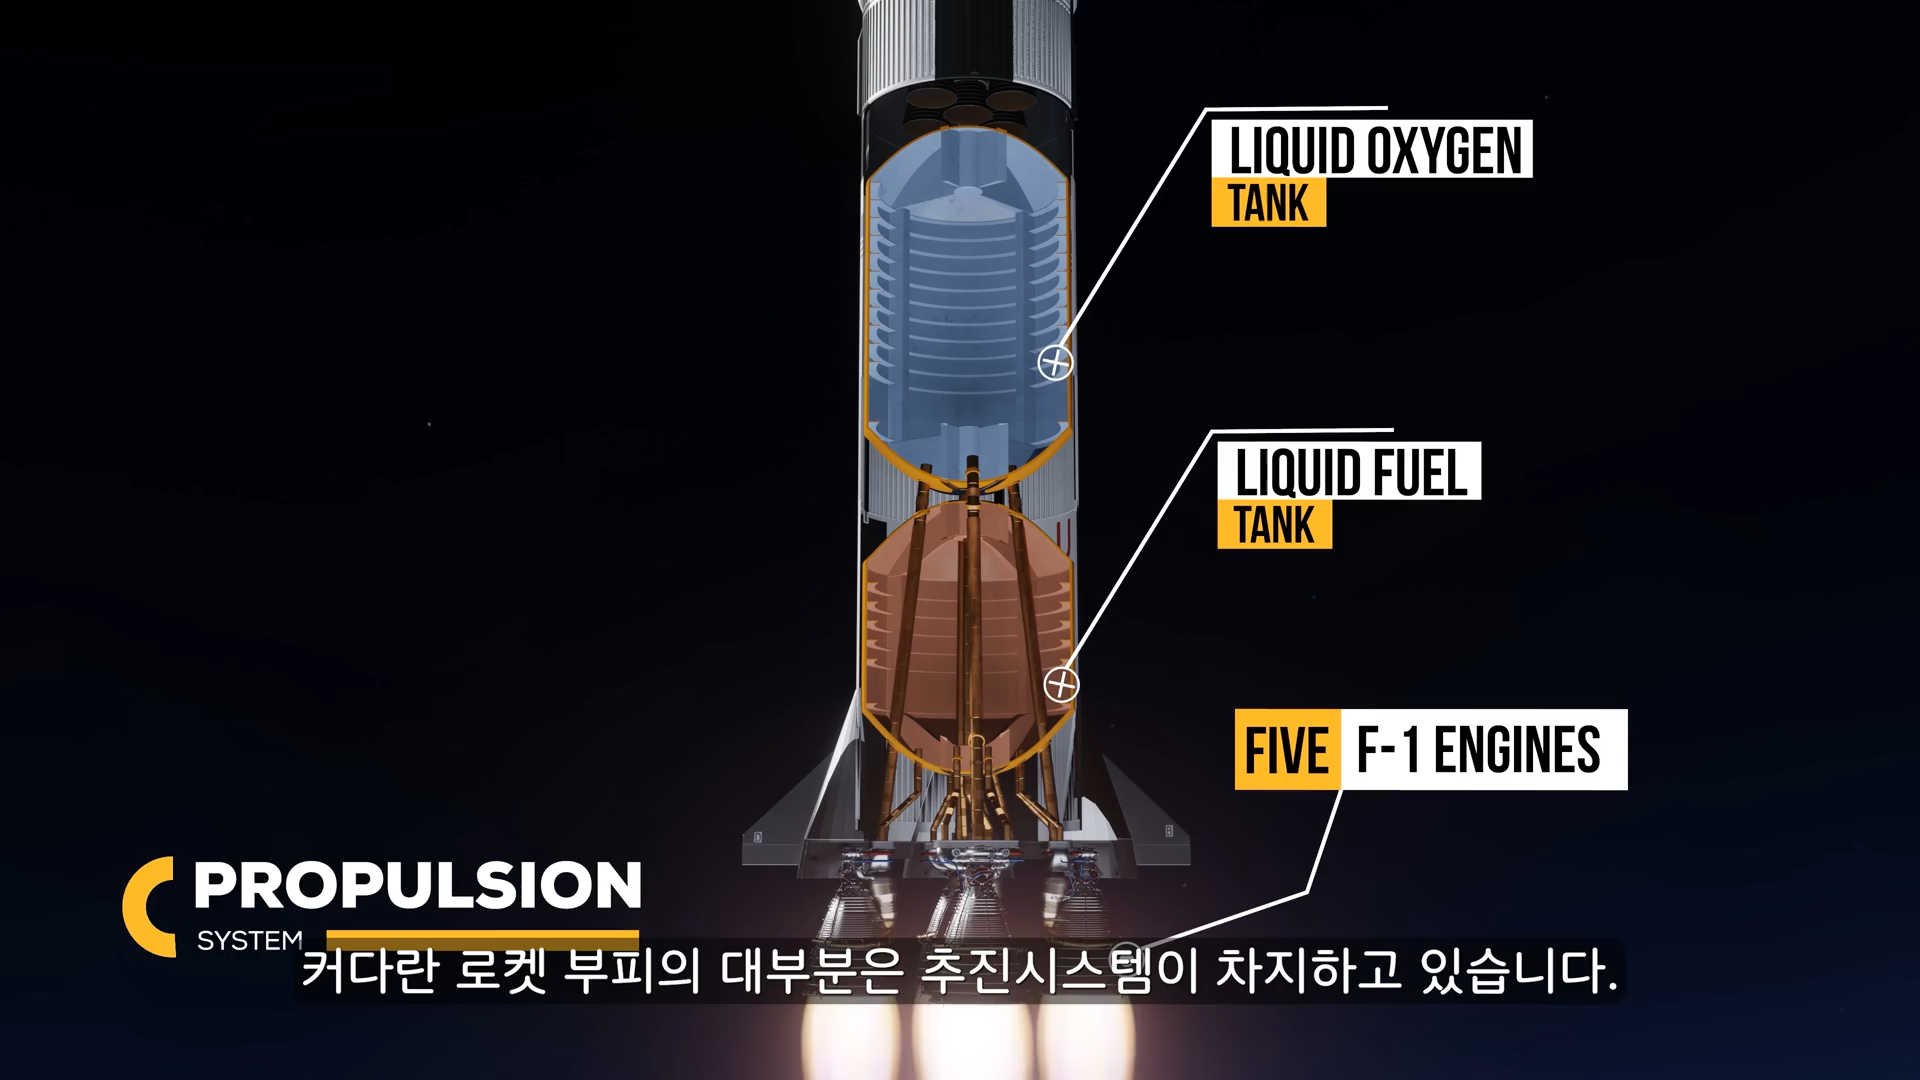 LIQUID OXYGEN
TANK
LIQUID FUEL
TANK
FIVE F-1 ENGINES
D
B
U
PROPULSION
SYSTEM
커다란 로켓 부피의 대부분은 추진시스템이 차지하고 있습니다.